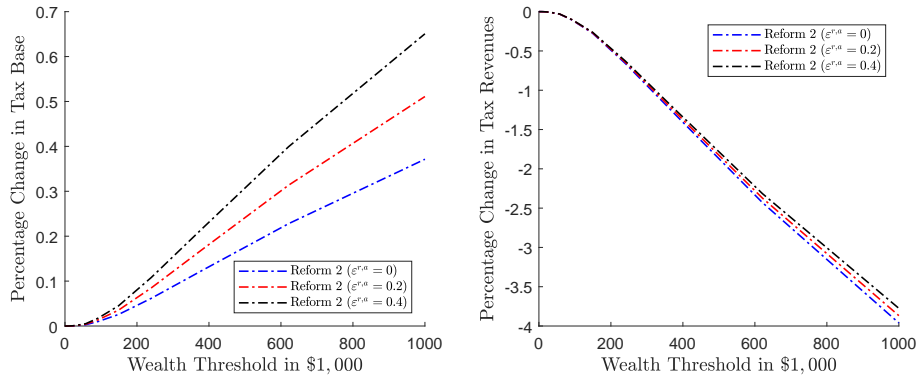 0.7
0.6
0.5
0.4
0.3
0.2
0.1
0
Percentage Change in Tax Base
Reform 2 (ε^{r,a} = 0)
Reform 2 (ε^{r,a} = 0.2)
Reform 2 (ε^{r,a} = 0.4)
0 200 400 600 800 1000
Wealth Threshold in $1,000
0
-0.5
-1
-1.5
-2
-2.5
-3
-3.5
-4
Percentage Change in Tax Revenues
Reform 2 (ε^{r,a} = 0)
Reform 2 (ε^{r,a} = 0.2)
Reform 2 (ε^{r,a} = 0.4)
0 200 400 600 800 1000
Wealth Threshold in $1,000